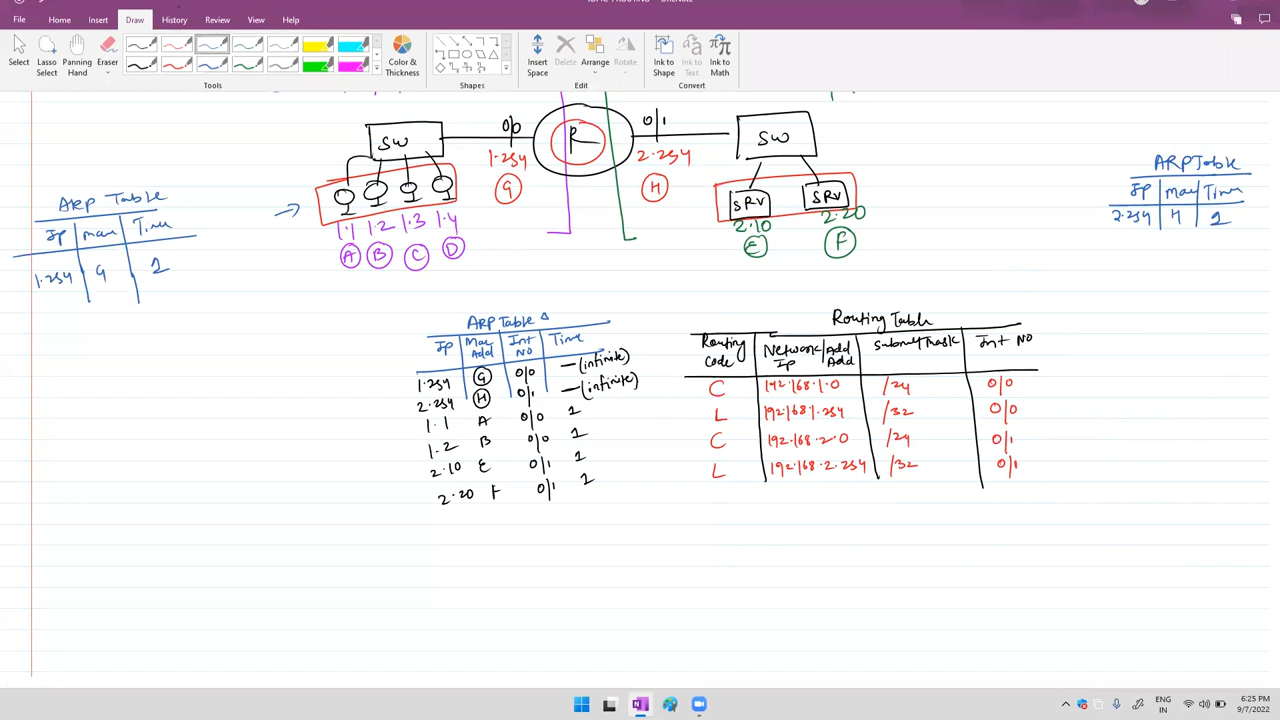 File Home Insert Draw History Review View Help
Select Lasso Select Panning Hand Eraser
Color & Thickness
Insert Space Delete Arrange Rotate
Ink to Shape Ink to Text Ink to Math
Tools Shapes Edit Convert
SW 0/0 R 0/1 SW
1.254 2.254
G H
SRV SRV
1.1 1.2 1.3 1.4 2.10 2.20
A B C D E F
ARP Table
IP Mac Time
1.254 G 1
ARP Table
IP Mac Time
2.254 H 1
ARP Table
IP Mac Add Int NO Time
1.254 G 0/0 — (infinite)
2.254 H 0/1 — (infinite)
1.1 A 0/0 1
1.2 B 0/0 1
2.10 E 0/1 1
2.20 F 0/1 1
Routing Table
Routing Code Network/Add IP Add Subnet Mask Int NO
C 192.168.1.0 /24 0/0
L 192.168.1.254 /32 0/0
C 192.168.2.0 /24 0/1
L 192.168.2.254 /32 0/1
ENG IN
6:25 PM
9/7/2022